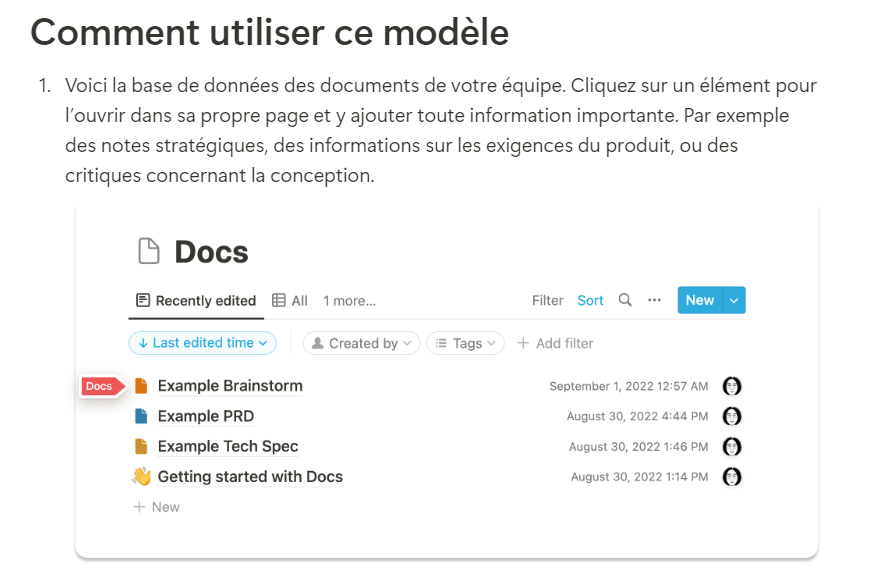 Comment utiliser ce modèle
1. Voici la base de données des documents de votre équipe. Cliquez sur un élément pour
l'ouvrir dans sa propre page et y ajouter toute information importante. Par exemple
des notes stratégiques, des informations sur les exigences du produit, ou des
critiques concernant la conception.
Docs
Recently edited All 1 more... Filter Sort ... New
↓ Last edited time Created by Tags + Add filter
Docs Example Brainstorm September 1, 2022 12:57 AM
Example PRD August 30, 2022 4:44 PM
Example Tech Spec August 30, 2022 1:46 PM
Getting started with Docs August 30, 2022 1:14 PM
+ New